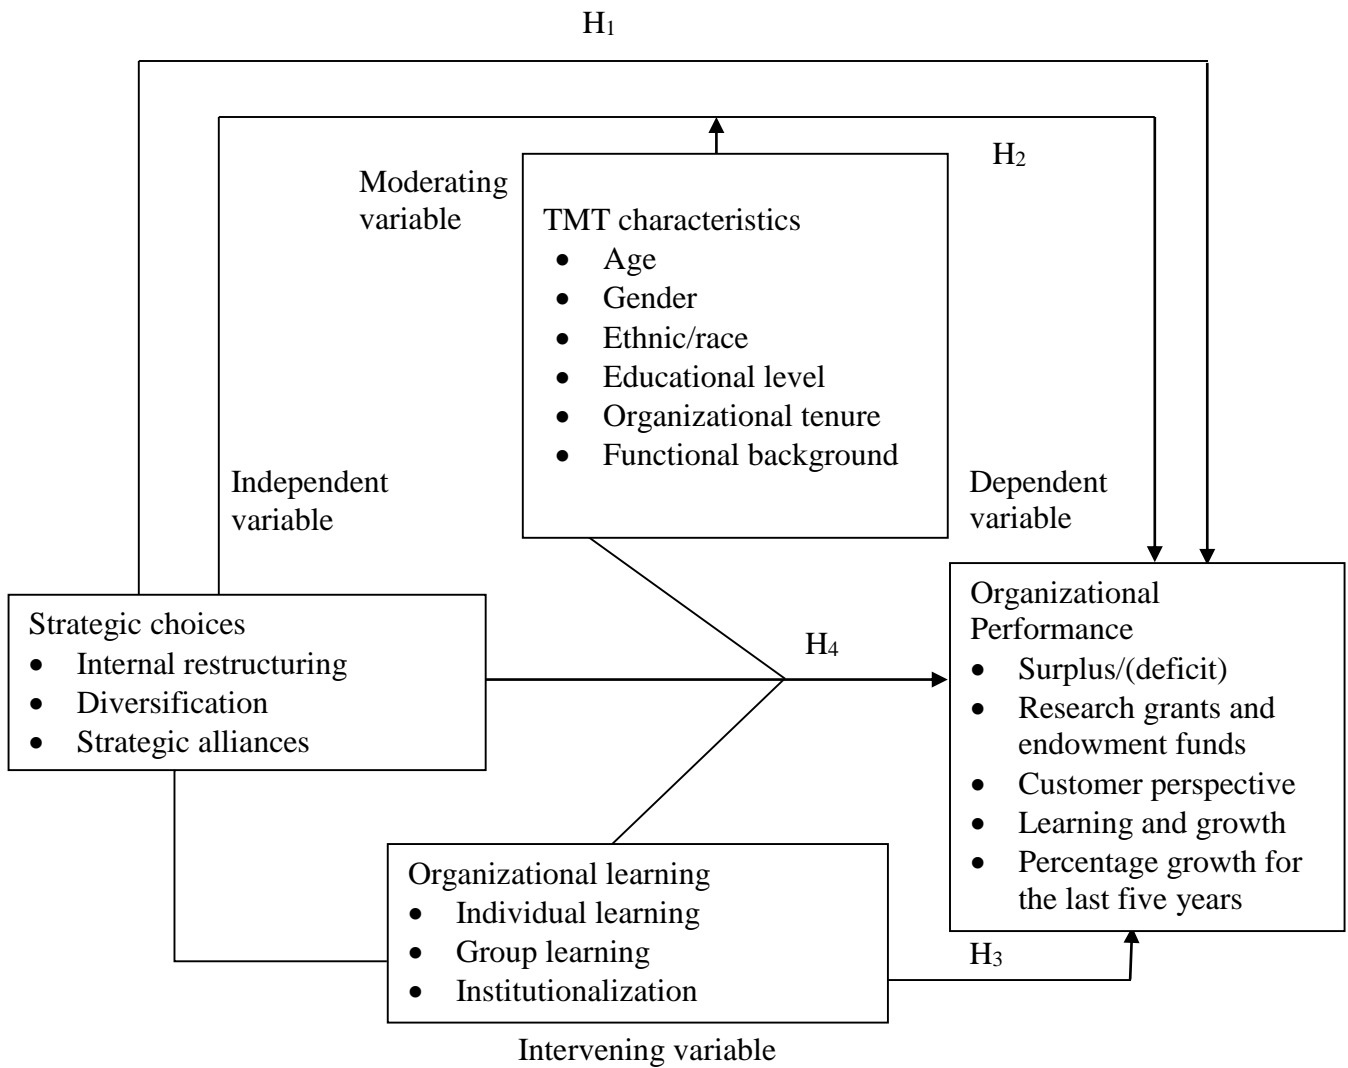 H1
H2
Moderating
variable
TMT characteristics
• Age
• Gender
• Ethnic/race
• Educational level
• Organizational tenure
• Functional background
Independent
variable
Dependent
variable
Strategic choices
• Internal restructuring
• Diversification
• Strategic alliances
H4
Organizational
Performance
• Surplus/(deficit)
• Research grants and
endowment funds
• Customer perspective
• Learning and growth
• Percentage growth for
the last five years
Organizational learning
• Individual learning
• Group learning
• Institutionalization
H3
Intervening variable